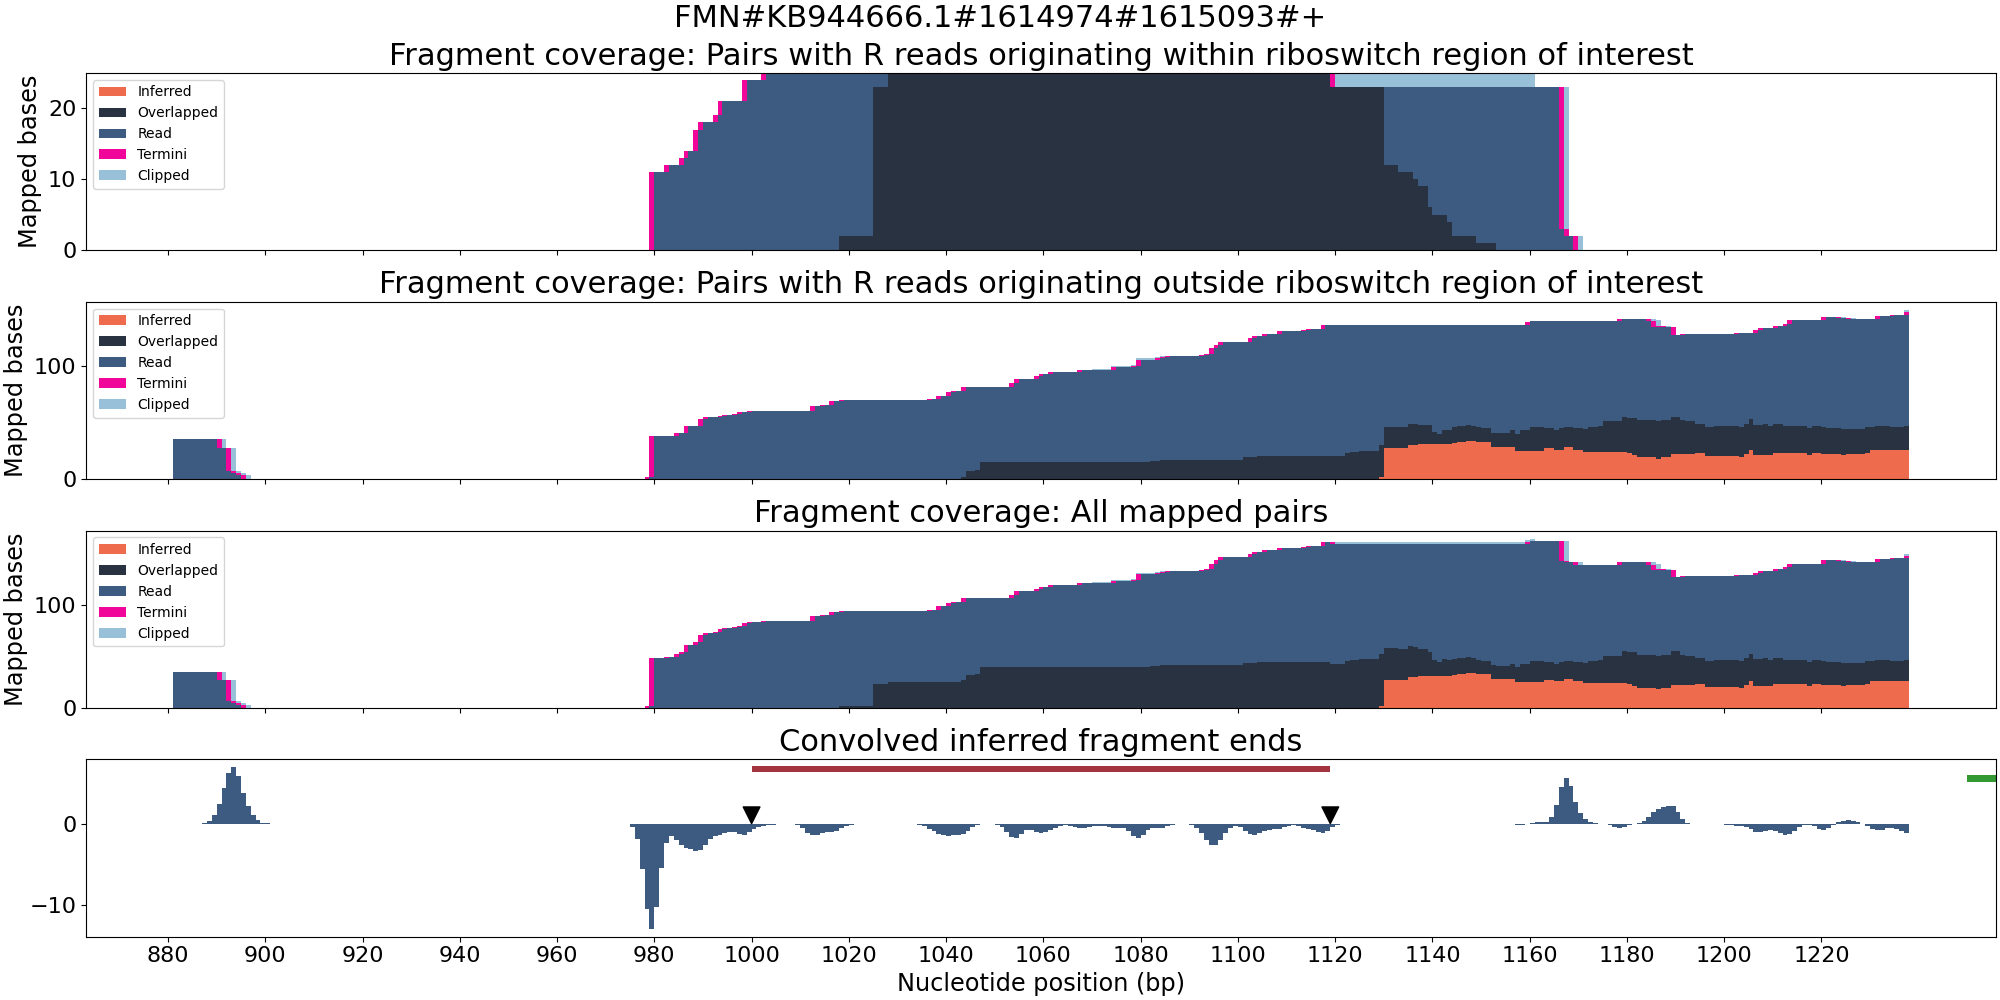 FMN#KB944666.1#1614974#1615093#+
Fragment coverage: Pairs with R reads originating within riboswitch region of interest
Mapped bases
20
10
0
Inferred
Overlapped
Read
Termini
Clipped
Fragment coverage: Pairs with R reads originating outside riboswitch region of interest
Mapped bases
100
0
Inferred
Overlapped
Read
Termini
Clipped
Fragment coverage: All mapped pairs
Mapped bases
100
0
Inferred
Overlapped
Read
Termini
Clipped
Convolved inferred fragment ends
0
−10
880 900 920 940 960 980 1000 1020 1040 1060 1080 1100 1120 1140 1160 1180 1200 1220
Nucleotide position (bp)